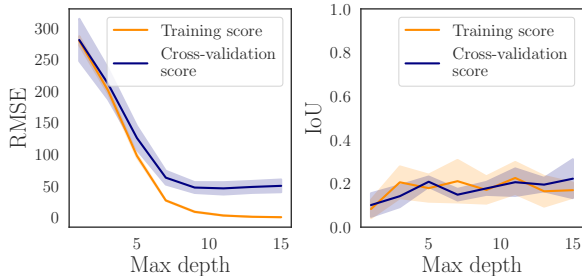 300
250
200
150
100
50
0
RMSE
5
10
15
Max depth
Training score
Cross-validation
score
1.0
0.8
0.6
0.4
0.2
0.0
IoU
5
10
15
Max depth
Training score
Cross-validation
score